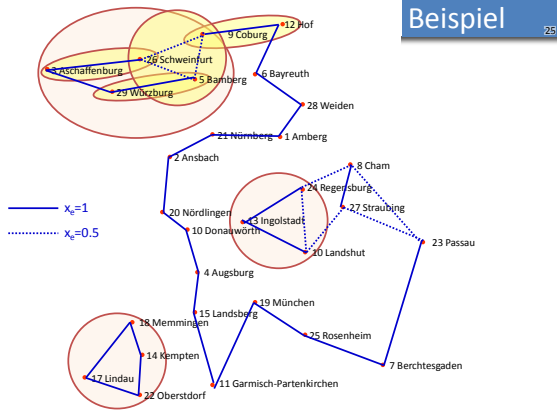 Beispiel
25
12 Hof
9 Coburg
26 Schweinfurt
3 Aschaffenburg
5 Bamberg
29 Würzburg
6 Bayreuth
28 Weiden
21 Nürnberg
1 Amberg
2 Ansbach
8 Cham
24 Regensburg
27 Straubing
x_e=1
x_e=0.5
20 Nördlingen
13 Ingolstadt
10 Donauwörth
23 Passau
10 Landshut
4 Augsburg
19 München
15 Landsberg
18 Memmingen
25 Rosenheim
14 Kempten
7 Berchtesgaden
17 Lindau
11 Garmisch-Partenkirchen
22 Oberstdorf